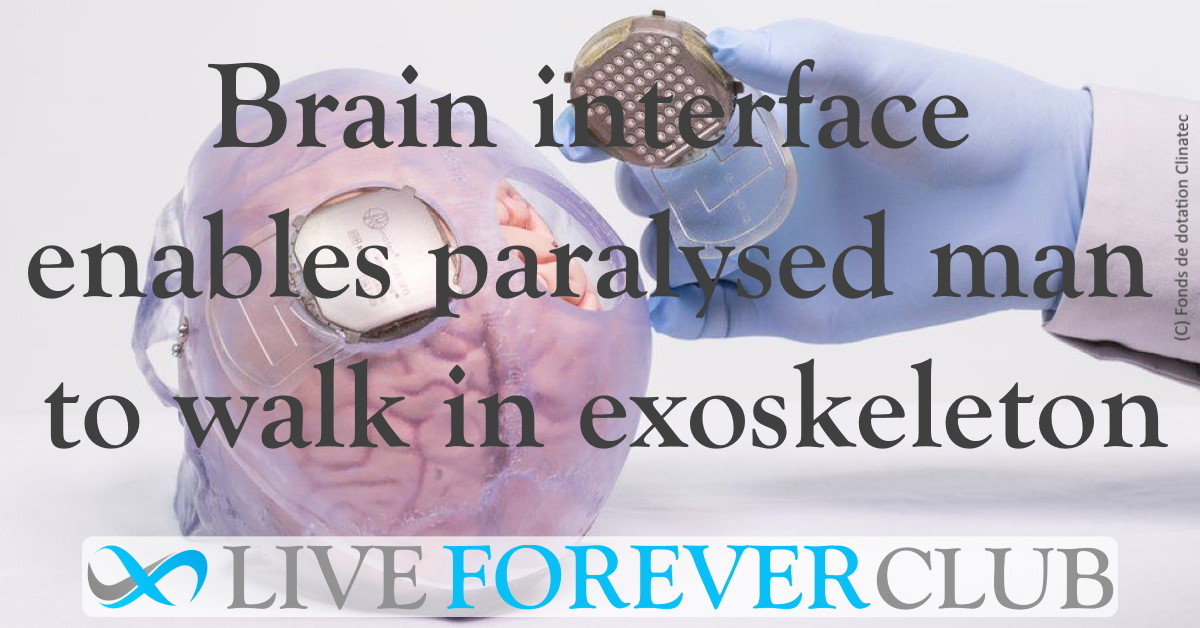 Brain interface
enables paralysed man
to walk in exoskeleton
(C) Fonds de dotation Clinatec
LIVE FOREVER CLUB